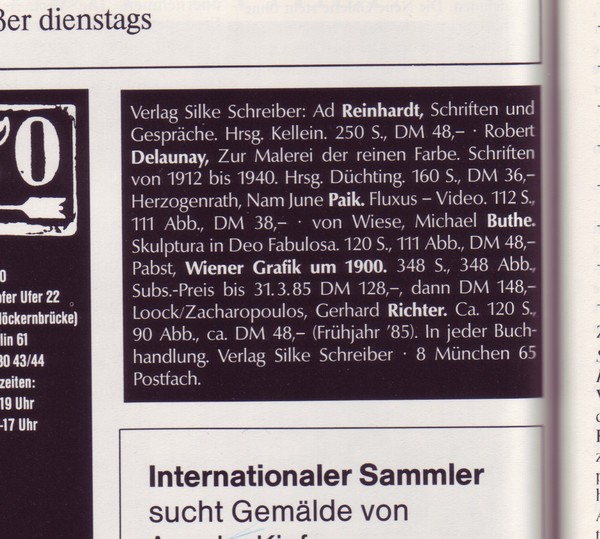 dienstags
Verlag Silke Schreiber: Ad Reinhardt, Schriften und
Gespräche. Hrsg. Kellein. 250 S., DM 48,– · Robert
Delaunay, Zur Malerei der reinen Farbe. Schriften
von 1912 bis 1940. Hrsg. Düchting. 160 S., DM 36,–
Herzogenrath, Nam June Paik. Fluxus – Video. 112 S.,
111 Abb., DM 38,– · von Wiese, Michael Buthe.
Skulptura in Deo Fabulosa. 120 S., 111 Abb., DM 48,–
Pabst, Wiener Grafik um 1900. 348 S., 348 Abb.,
Subs.-Preis bis 31.3.85 DM 128,–, dann DM 148,–
Loock/Zacharopoulos, Gerhard Richter. Ca. 120 S.,
90 Abb., ca. DM 48,– (Frühjahr '85). In jeder Buch-
handlung. Verlag Silke Schreiber · 8 München 65
Postfach.
O
0
fer Ufer 22
löckernbrücke)
lin 61
30 43/44
zeiten:
19 Uhr
-17 Uhr
Internationaler Sammler
sucht Gemälde von